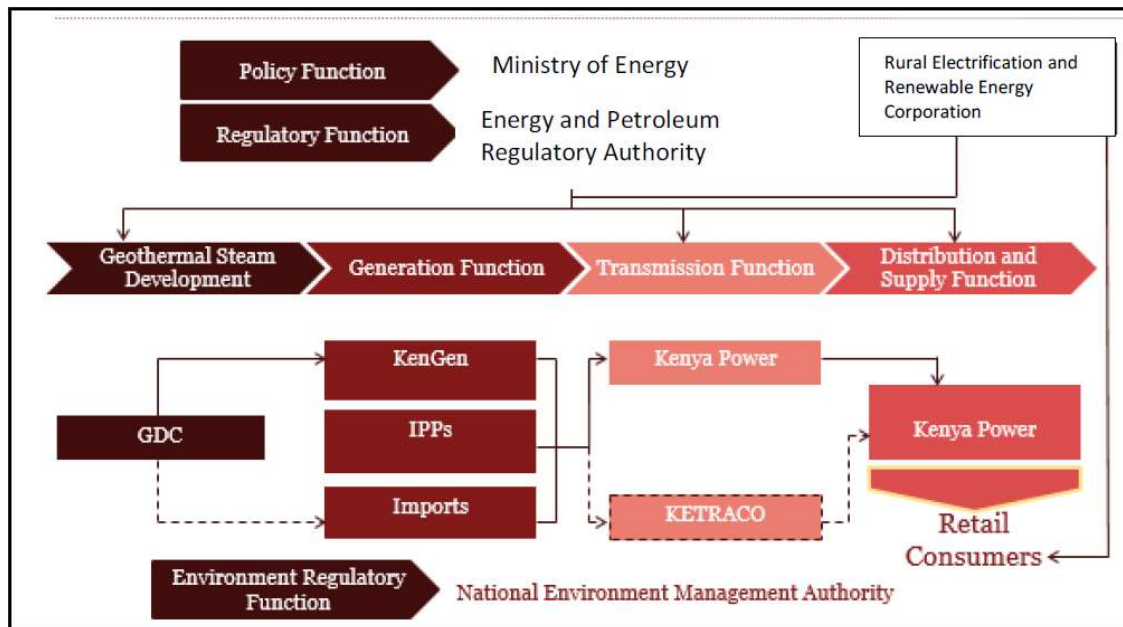 Policy Function
Ministry of Energy
Rural Electrification and
Renewable Energy
Corporation
Regulatory Function
Energy and Petroleum
Regulatory Authority
Geothermal Steam
Development
Generation Function
Transmission Function
Distribution and
Supply Function
KenGen
Kenya Power
GDC
IPPs
Kenya Power
Imports
KETRACO
Retail
Consumers
Environment Regulatory
Function
National Environment Management Authority